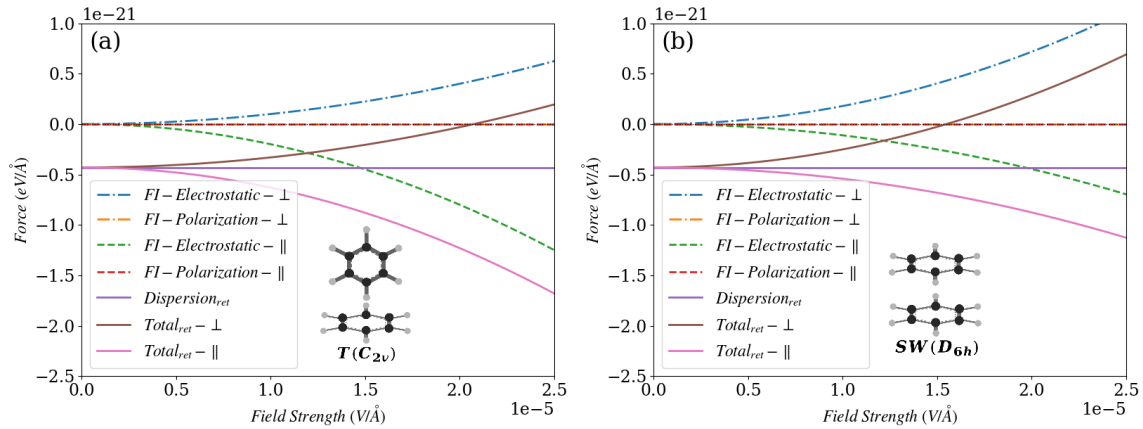 1e−21
(a)
1.0
0.5
0.0
−0.5
−1.0
−1.5
−2.0
−2.5
Force (eV/Å)
FI − Electrostatic − ⊥
FI − Polarization − ⊥
FI − Electrostatic − ∥
FI − Polarization − ∥
Dispersion_ret
Total_ret − ⊥
Total_ret − ∥
T(C_2v)
0.0 0.5 1.0 1.5 2.0 2.5
1e−5
Field Strength (V/Å)
1e−21
(b)
1.0
0.5
0.0
−0.5
−1.0
−1.5
−2.0
−2.5
Force (eV/Å)
FI − Electrostatic − ⊥
FI − Polarization − ⊥
FI − Electrostatic − ∥
FI − Polarization − ∥
Dispersion_ret
Total_ret − ⊥
Total_ret − ∥
SW(D_6h)
0.0 0.5 1.0 1.5 2.0 2.5
1e−5
Field Strength (V/Å)